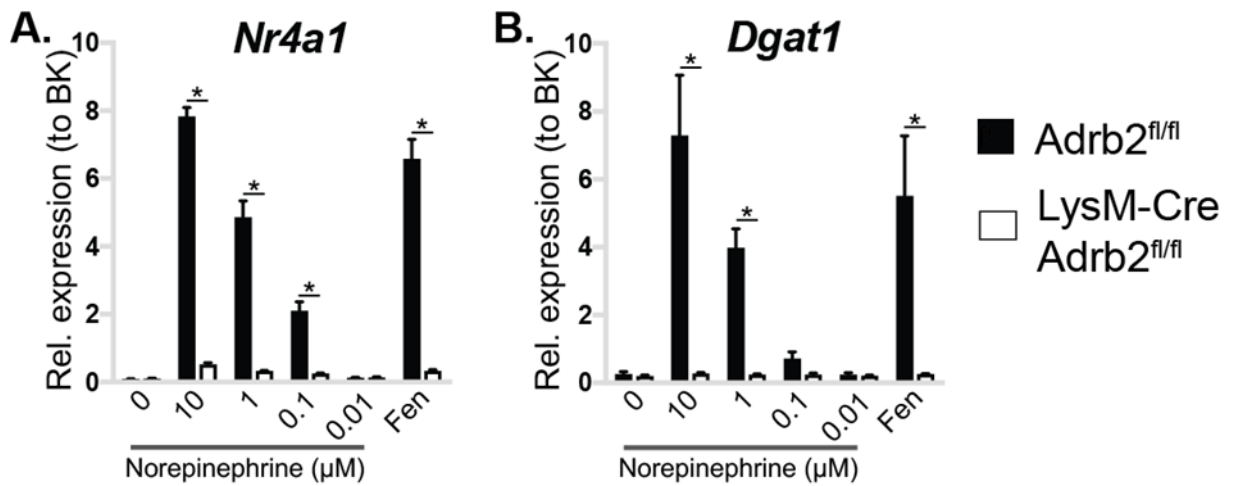 A.
Nr4a1
Rel. expression (to BK)
10
8
6
4
2
0
*
*
*
*
0
10
1
0.1
0.01
Fen
Norepinephrine (µM)
B.
Dgat1
Rel. expression (to BK)
10
8
6
4
2
0
*
*
*
0
10
1
0.1
0.01
Fen
Norepinephrine (µM)
Adrb2fl/fl
LysM-Cre
Adrb2fl/fl